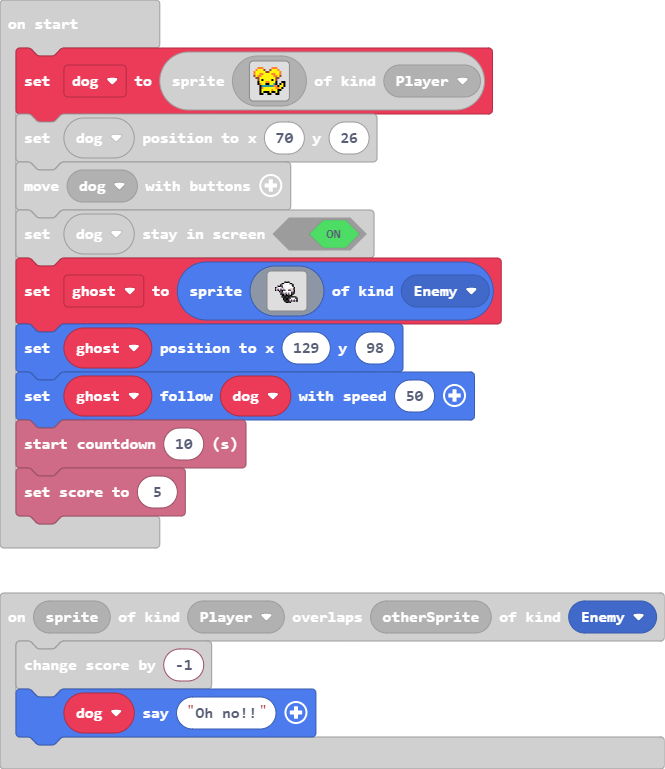 on start
set dog to sprite of kind Player
set dog position to x 70 y 26
move dog with buttons
set dog stay in screen ON
set ghost to sprite of kind Enemy
set ghost position to x 129 y 98
set ghost follow dog with speed 50
start countdown 10 (s)
set score to 5
on sprite of kind Player overlaps otherSprite of kind Enemy
change score by -1
dog say "Oh no!!"